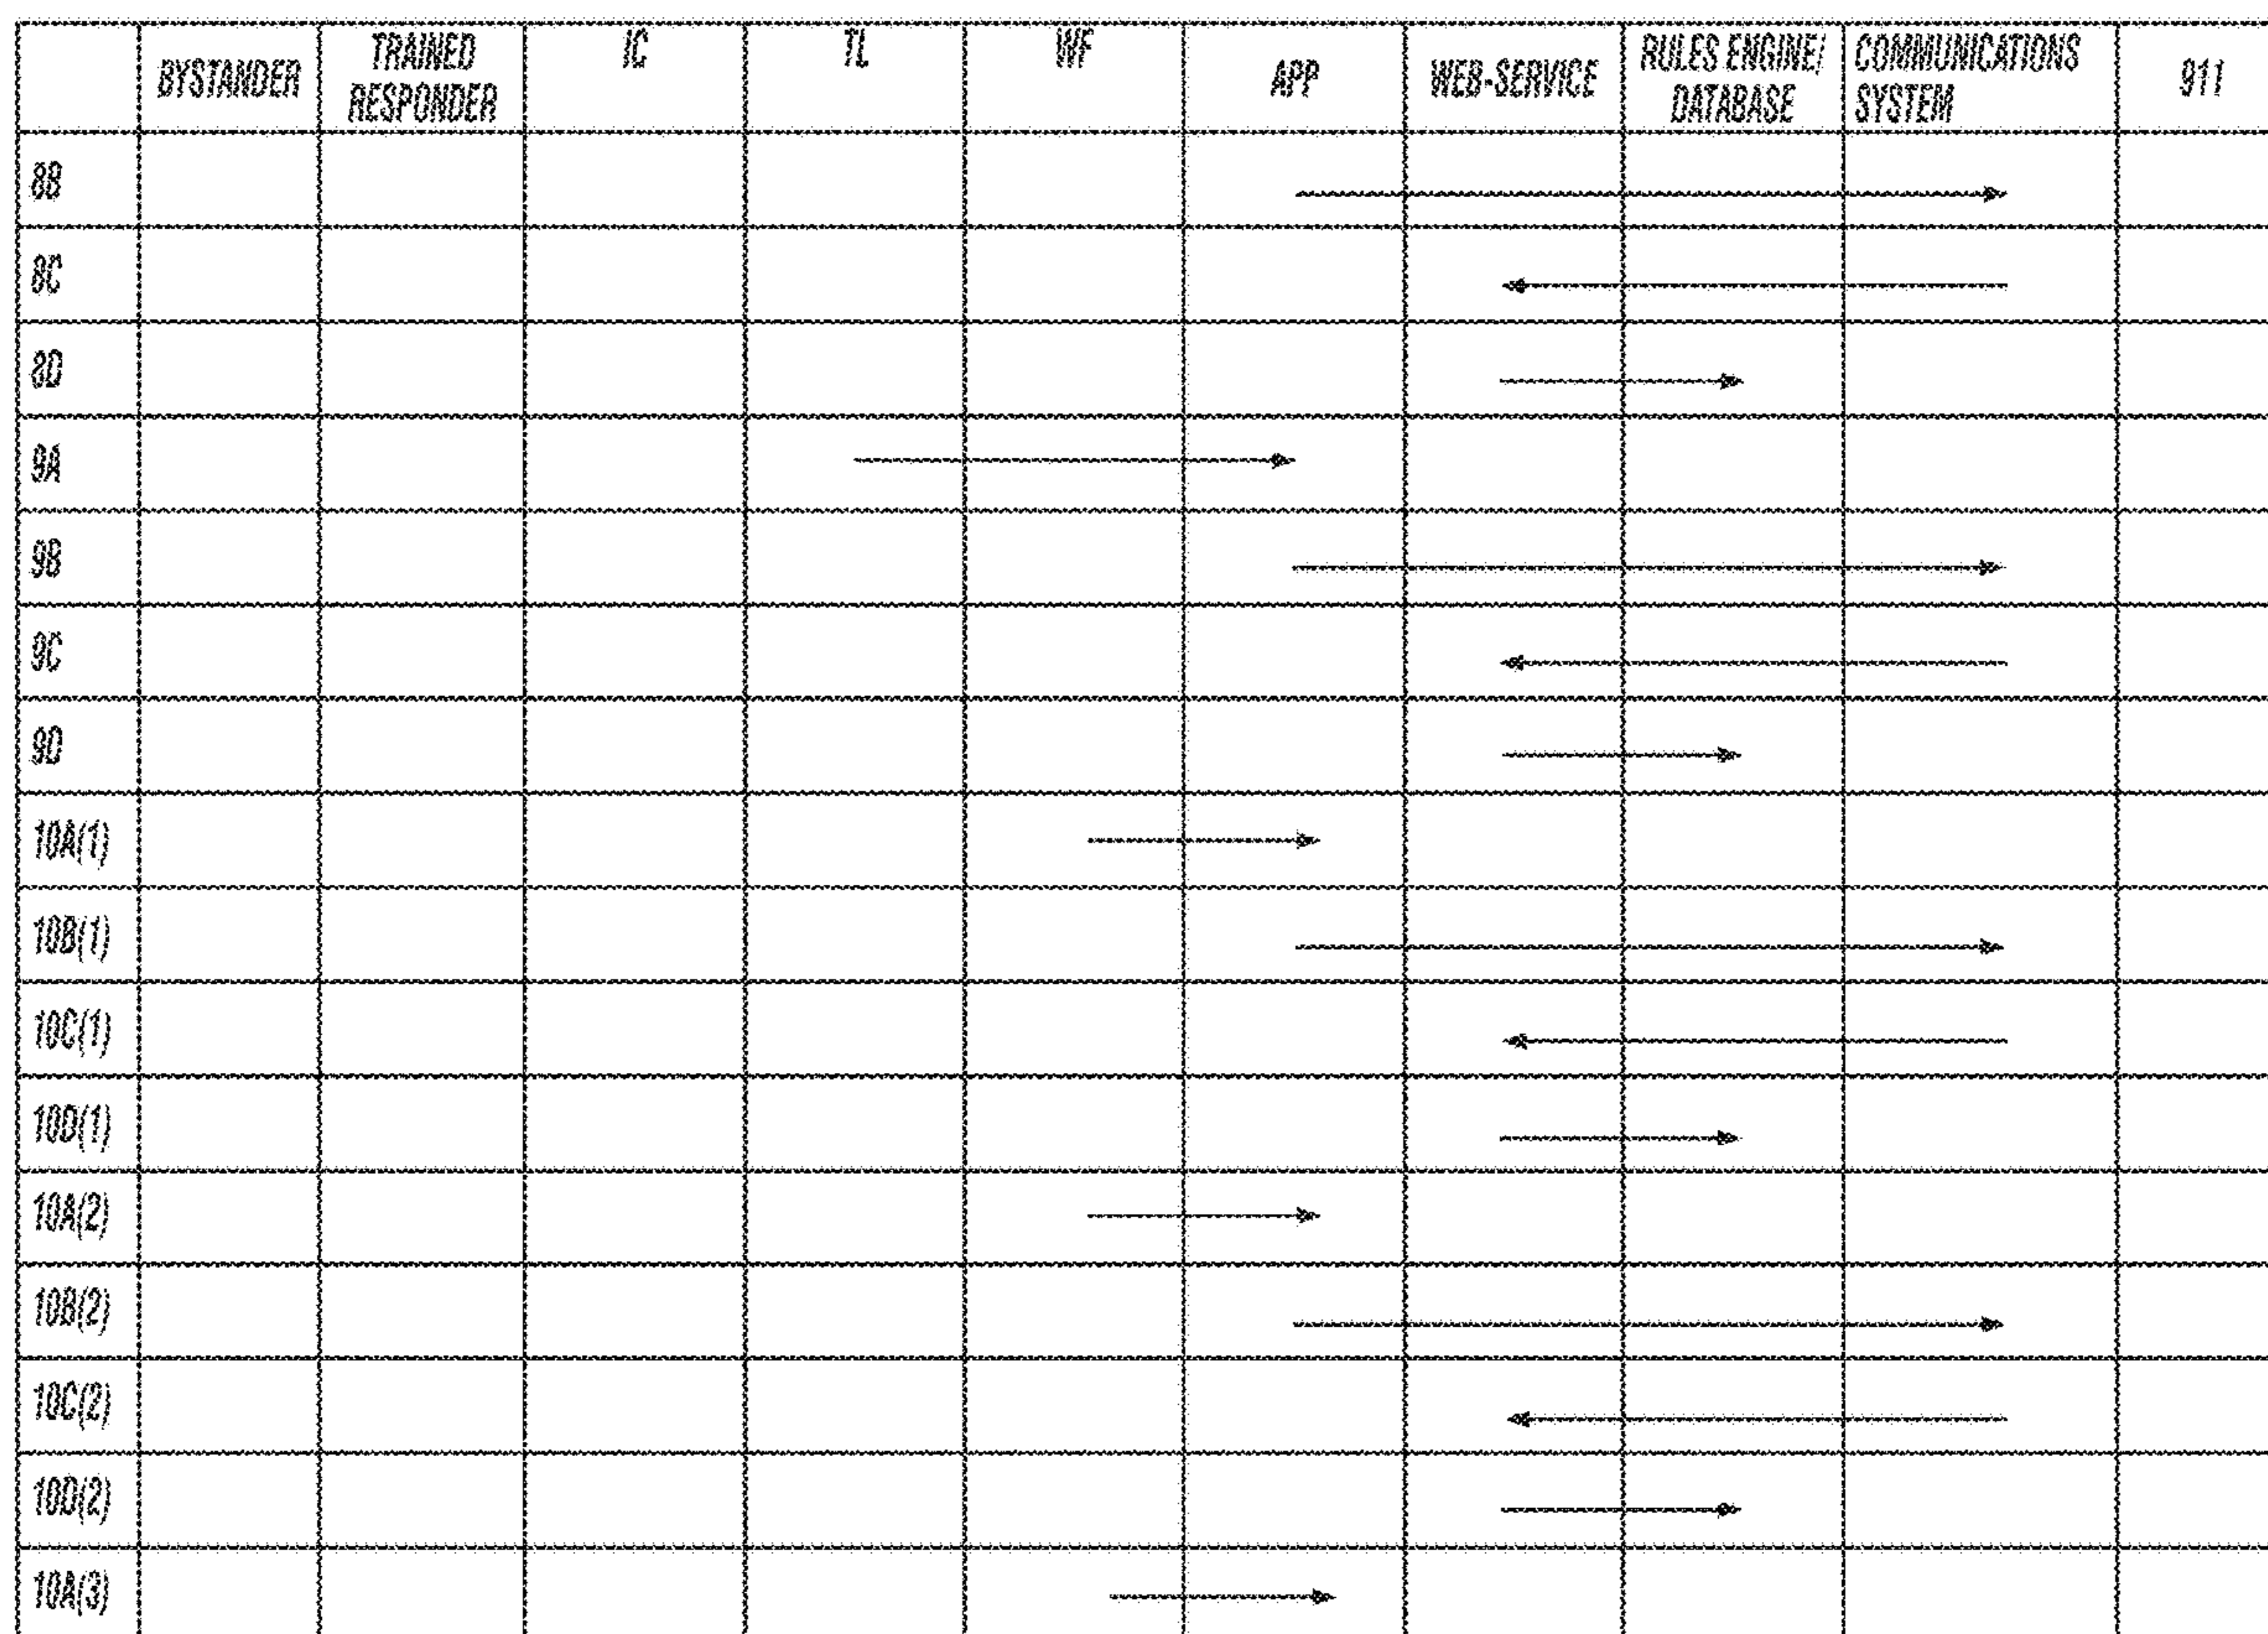 BYSTANDER
TRAINED
RESPONDER
IC
TL
WF
APP
WEB-SERVICE
RULES ENGINE/
DATABASE
COMMUNICATIONS
SYSTEM
911
8B
8C
8D
9A
9B
9C
9D
10A(1)
10B(1)
10C(1)
10D(1)
10A(2)
10B(2)
10C(2)
10D(2)
10A(3)